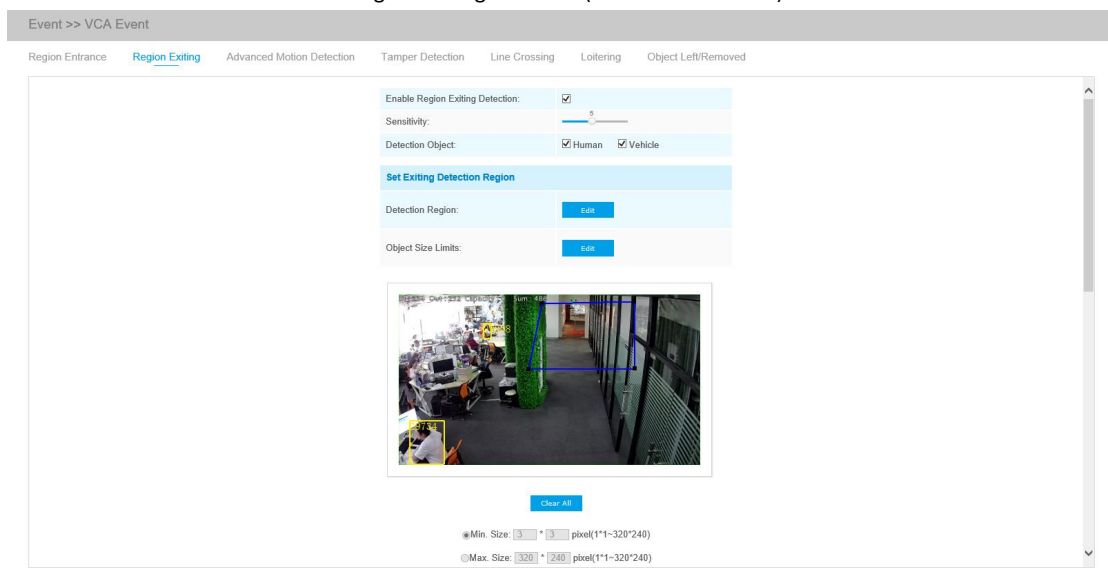 Event >> VCA Event
Region Entrance Region Exiting Advanced Motion Detection Tamper Detection Line Crossing Loitering Object Left/Removed
Enable Region Exiting Detection:
Sensitivity: 5
Detection Object: Human Vehicle
Set Exiting Detection Region
Detection Region: Edit
Object Size Limits: Edit
Sum: 486
Clear All
Min. Size: 3 * 3 pixel(1*1~320*240)
Max. Size: 320 * 240 pixel(1*1~320*240)